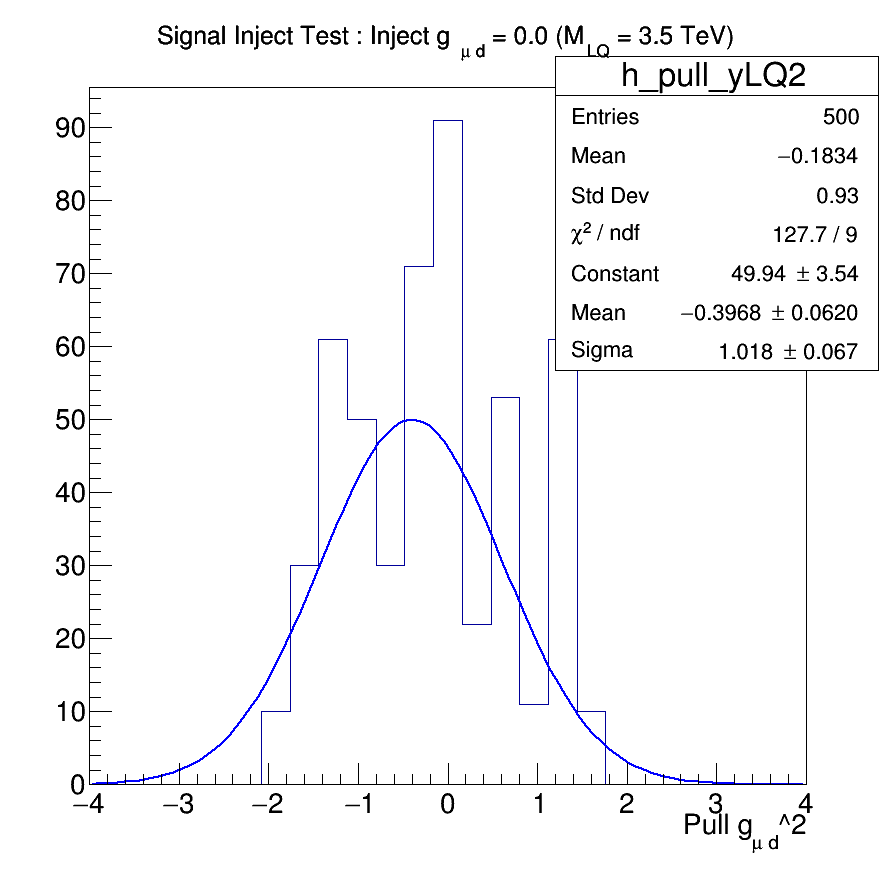 Signal Inject Test : Inject g μ d = 0.0 (M LQ = 3.5 TeV)
h_pull_yLQ2
Entries 500
Mean −0.1834
Std Dev 0.93
χ² / ndf 127.7 / 9
Constant 49.94 ± 3.54
Mean −0.3968 ± 0.0620
Sigma 1.018 ± 0.067
90
80
70
60
50
40
30
20
10
0
−4 −3 −2 −1 0 1 2 3 4
Pull g μ d ^2